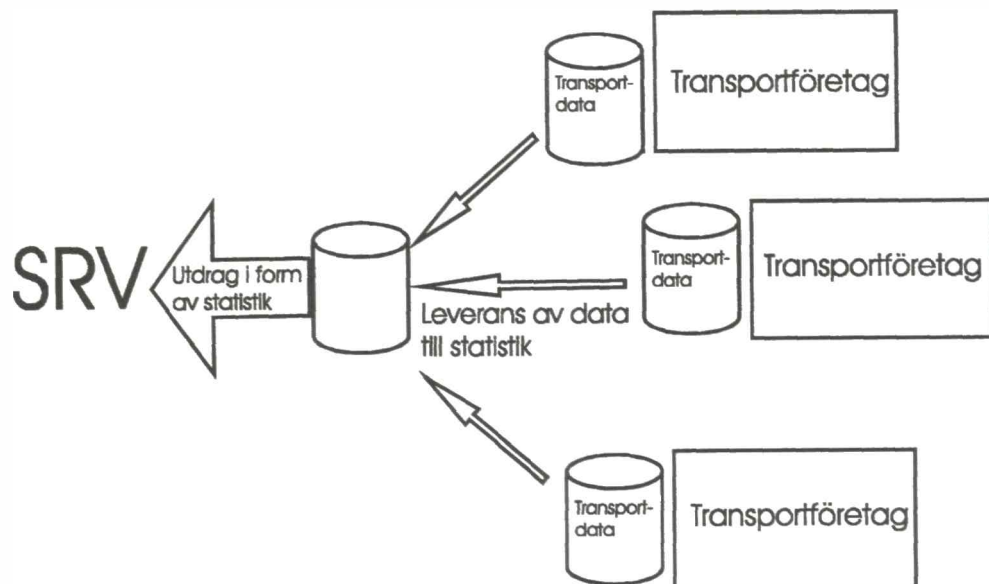 Transport-
data
Transportföretag
SRV
Utdrag i form
av statistik
Transport-
data
Transportföretag
Leverans av data
till statistik
Transport-
data
Transportföretag